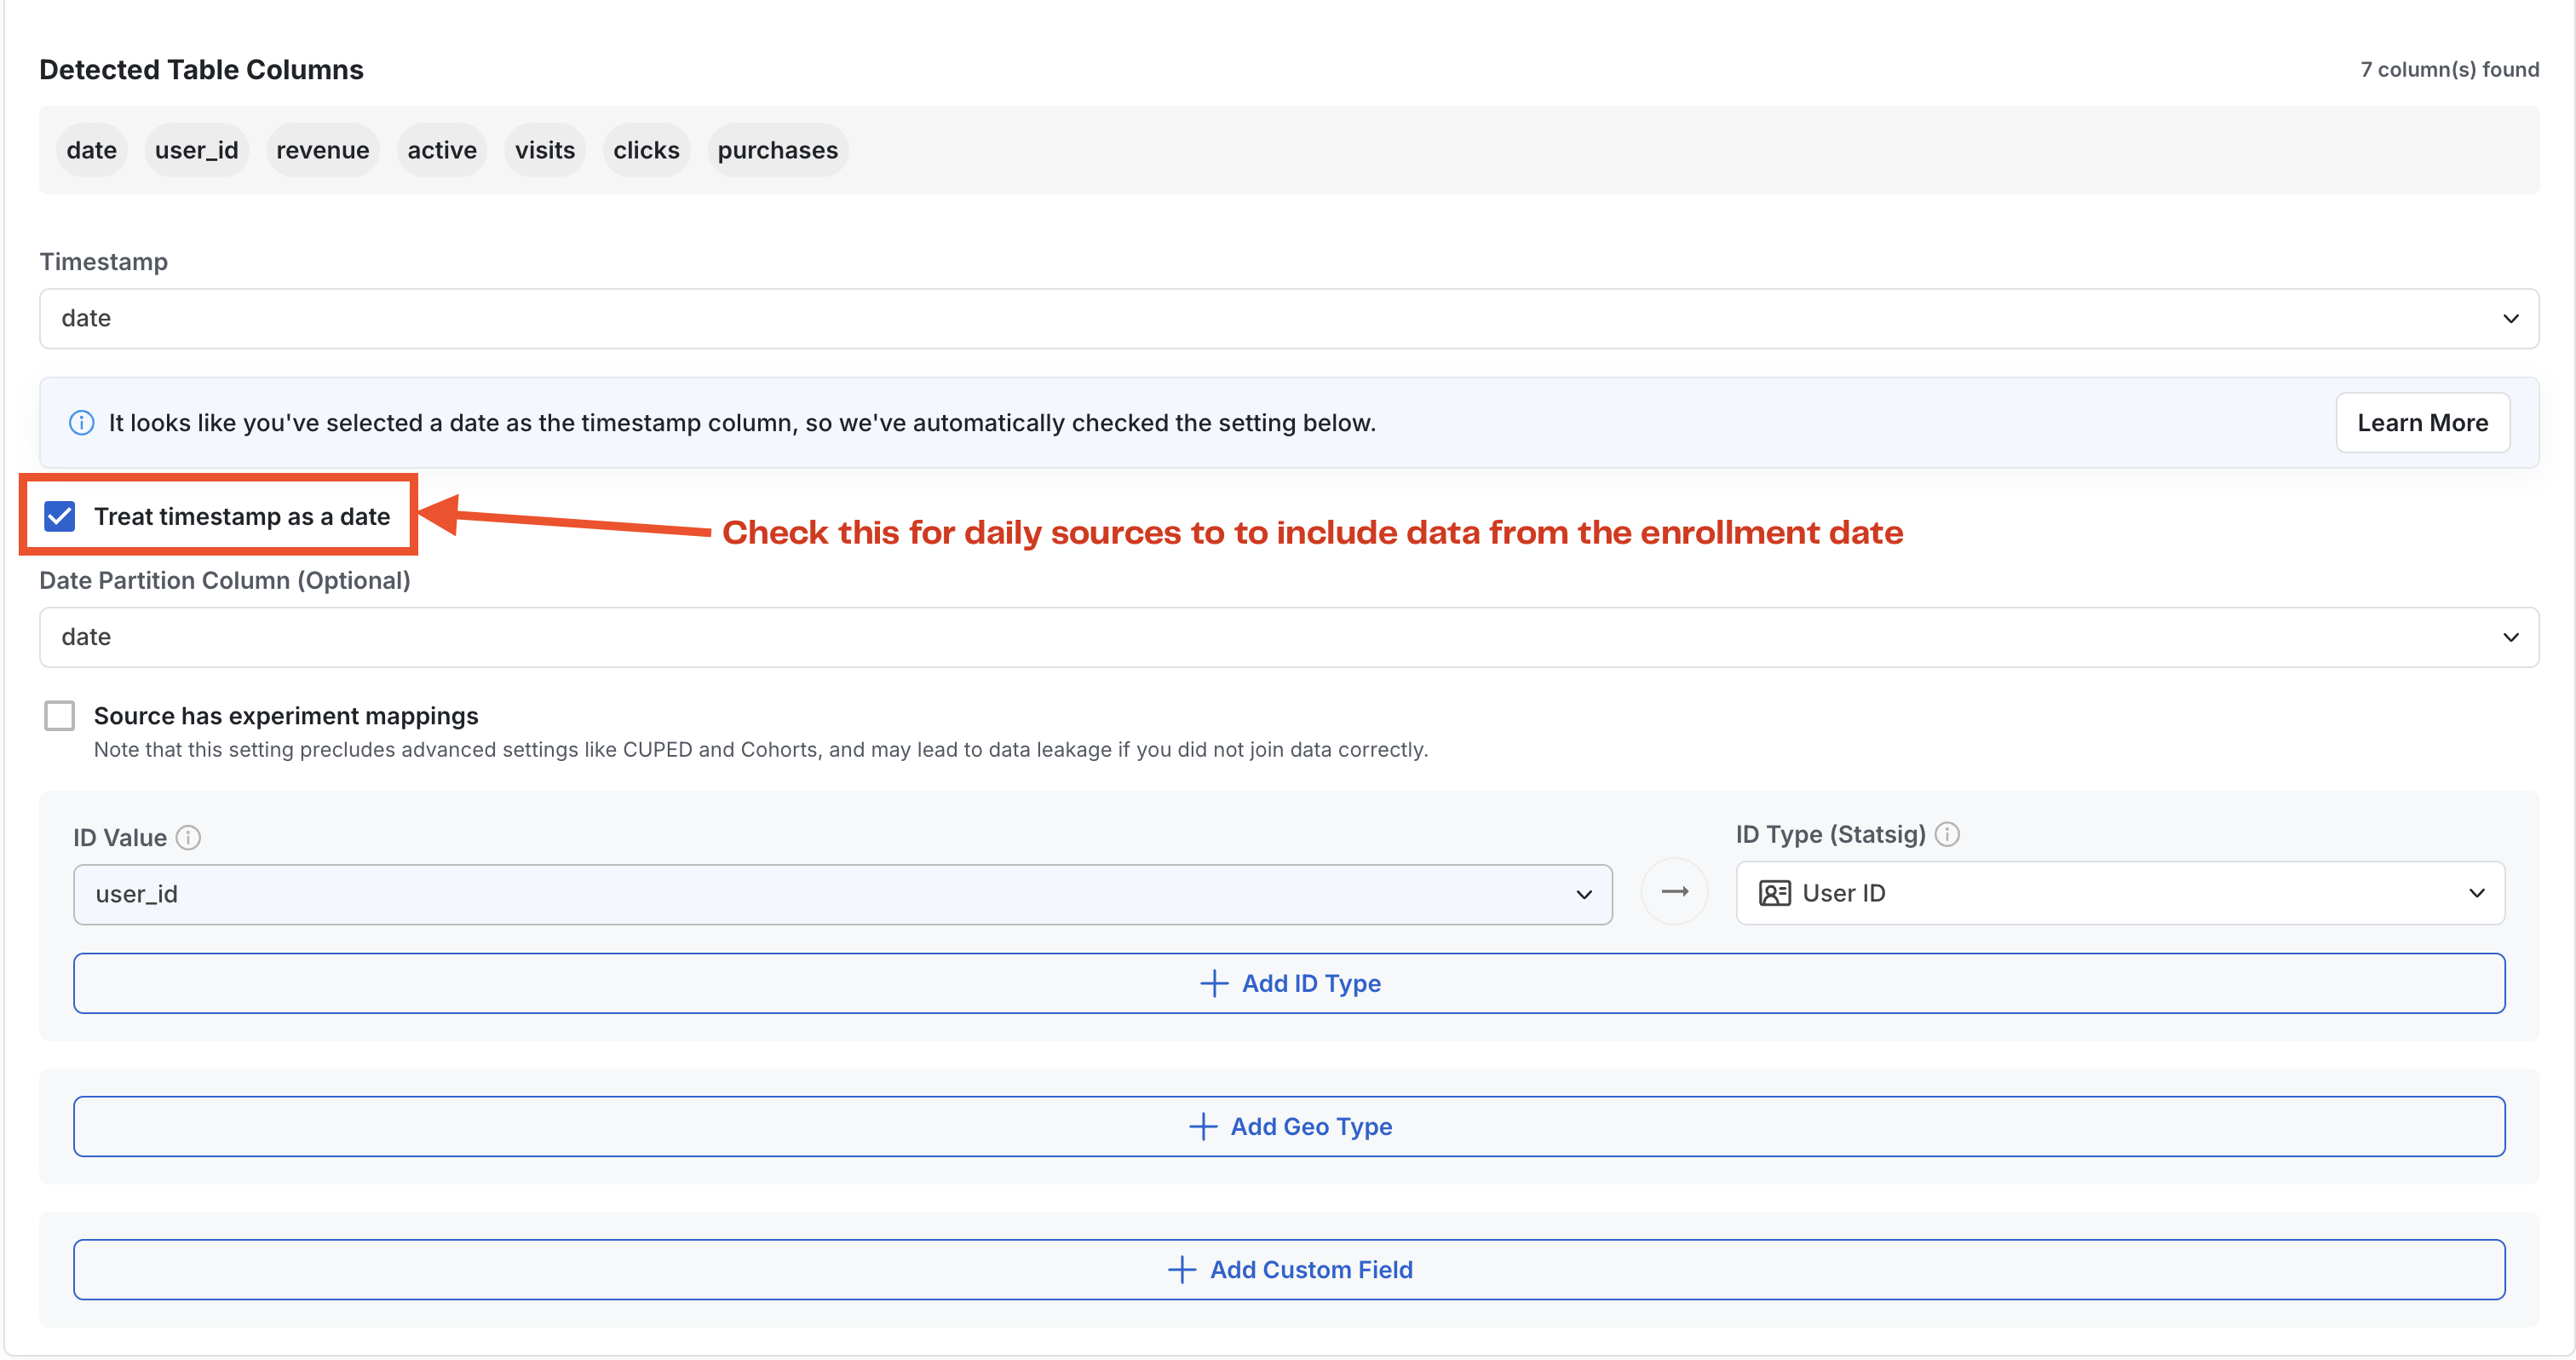 Detected Table Columns
7 column(s) found
date user_id revenue active visits clicks purchases
Timestamp
date
It looks like you've selected a date as the timestamp column, so we've automatically checked the setting below.
Learn More
Treat timestamp as a date
Check this for daily sources to to include data from the enrollment date
Date Partition Column (Optional)
date
Source has experiment mappings
Note that this setting precludes advanced settings like CUPED and Cohorts, and may lead to data leakage if you did not join data correctly.
ID Value
ID Type (Statsig)
user_id
User ID
Add ID Type
Add Geo Type
Add Custom Field